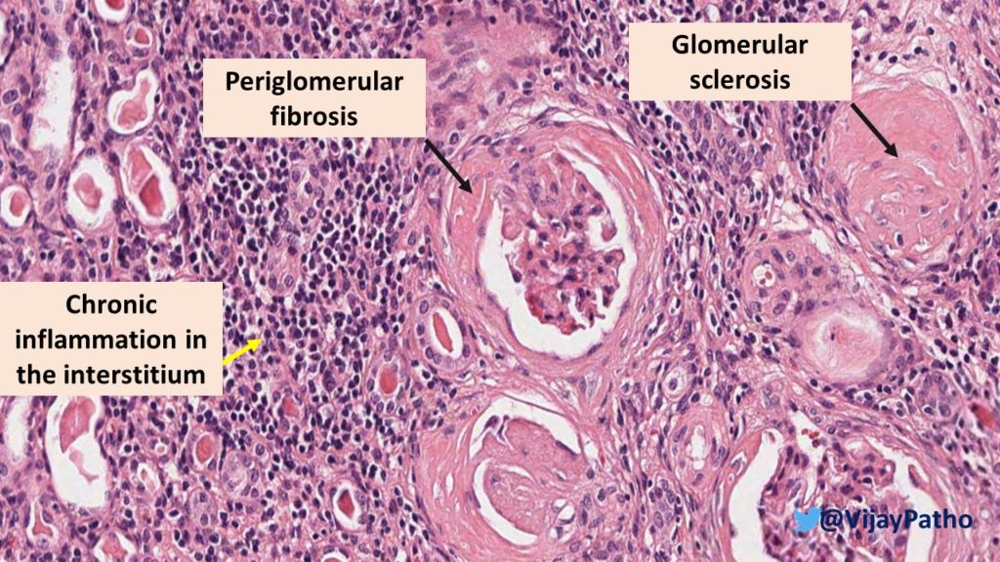 Periglomerular
fibrosis
Glomerular
sclerosis
Chronic
inflammation in
the interstitium
@VijayPatho